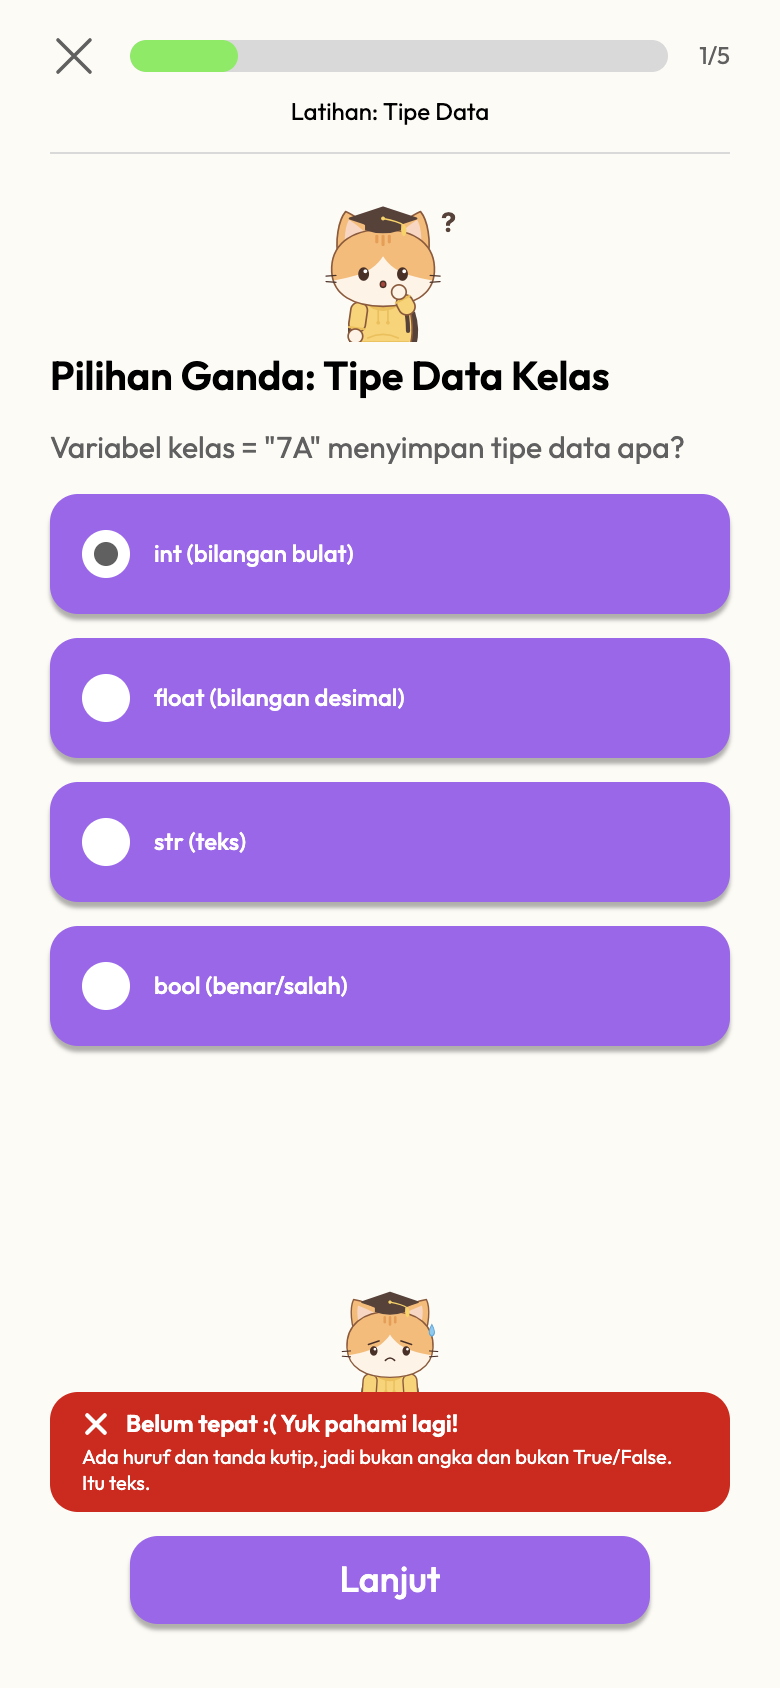 1/5
Latihan: Tipe Data
?
Pilihan Ganda: Tipe Data Kelas
Variabel kelas = "7A" menyimpan tipe data apa?
int (bilangan bulat)
float (bilangan desimal)
str (teks)
bool (benar/salah)
Belum tepat :( Yuk pahami lagi!
Ada huruf dan tanda kutip, jadi bukan angka dan bukan True/False.
Itu teks.
Lanjut